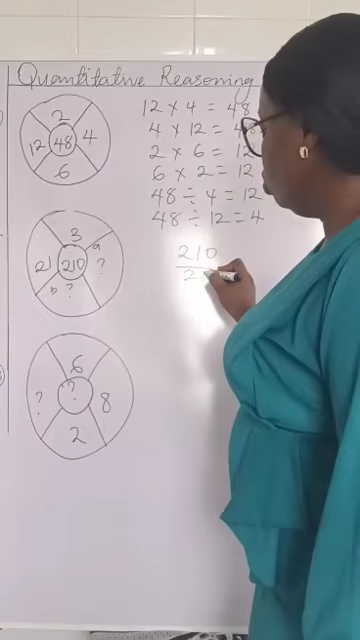 Quantitative Reasoning
12 × 4 = 48
4 × 12 = 48
2 × 6 = 12
6 × 2 = 12
48 ÷ 4 = 12
48 ÷ 12 = 4
210
2
2
12 48 4
6
3
a
21 210 ?
b ?
6
? ? 8
2